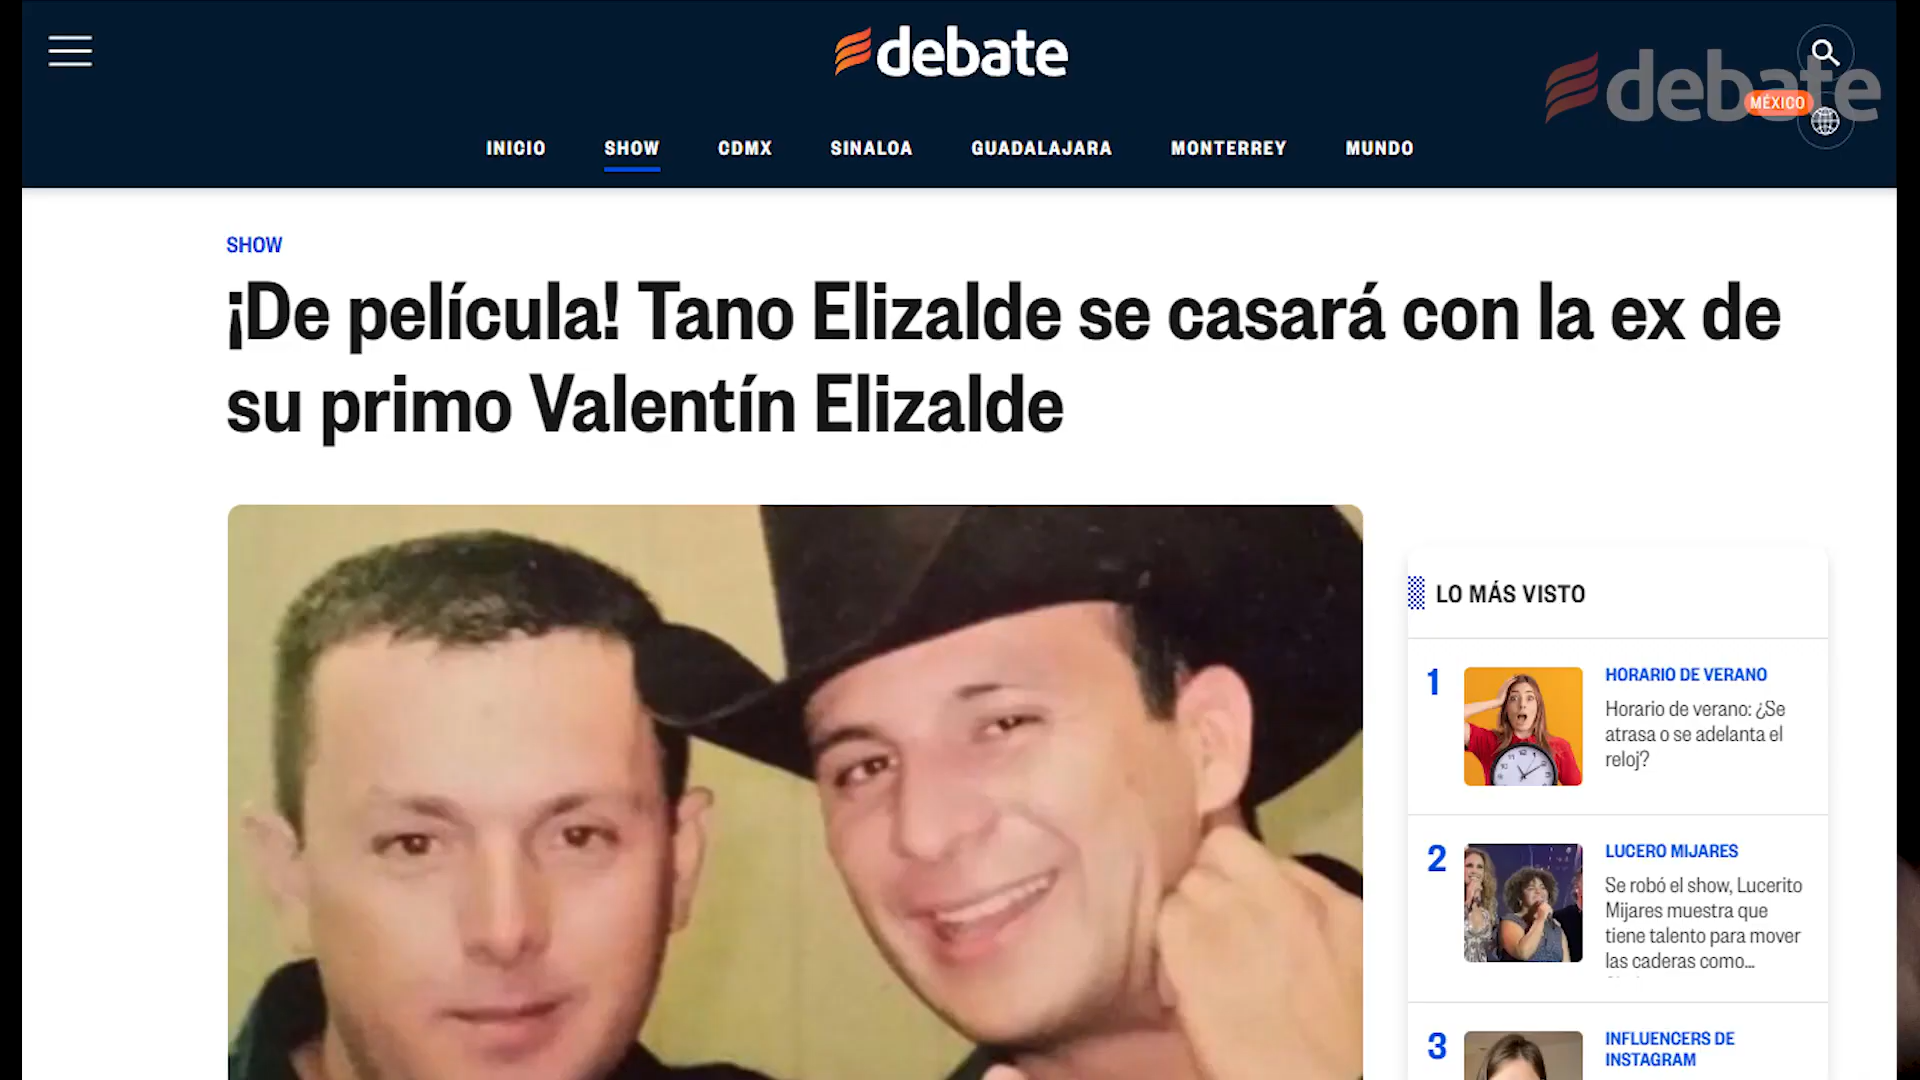 debate
debate
MÉXICO
INICIO SHOW CDMX SINALOA GUADALAJARA MONTERREY MUNDO
SHOW
¡De película! Tano Elizalde se casará con la ex de
su primo Valentín Elizalde
LO MÁS VISTO
1
HORARIO DE VERANO
Horario de verano: ¿Se
atrasa o se adelanta el
reloj?
2
LUCERO MIJARES
Se robó el show, Lucerito
Mijares muestra que
tiene talento para mover
las caderas como...
3
INFLUENCERS DE
INSTAGRAM